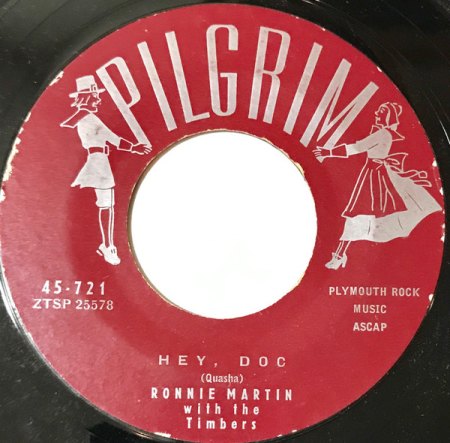 PILGRIM
45-721
ZTSP 25578
PLYMOUTH ROCK
MUSIC
ASCAP
HEY, DOC
(Quasha)
RONNIE MARTIN
with the
Timbers